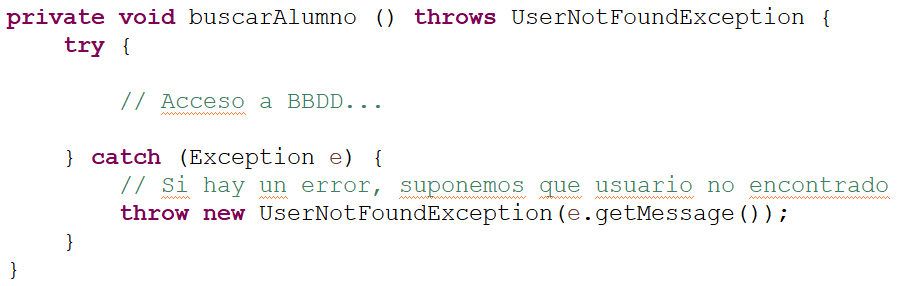 private void buscarAlumno () throws UserNotFoundException {
try {
// Acceso a BBDD...
} catch (Exception e) {
// Si hay un error, suponemos que usuario no encontrado
throw new UserNotFoundException(e.getMessage());
}
}